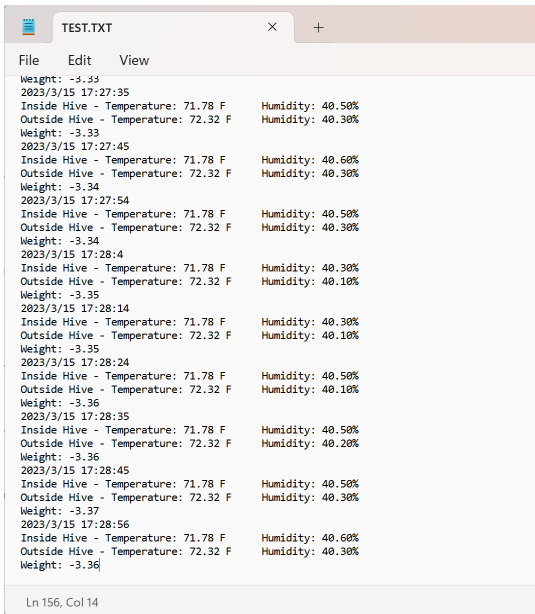 TEST.TXT
File Edit View
Weight: -3.33
2023/3/15 17:27:35
Inside Hive - Temperature: 71.78 F Humidity: 40.50%
Outside Hive - Temperature: 72.32 F Humidity: 40.30%
Weight: -3.33
2023/3/15 17:27:45
Inside Hive - Temperature: 71.78 F Humidity: 40.60%
Outside Hive - Temperature: 72.32 F Humidity: 40.30%
Weight: -3.34
2023/3/15 17:27:54
Inside Hive - Temperature: 71.78 F Humidity: 40.50%
Outside Hive - Temperature: 72.32 F Humidity: 40.30%
Weight: -3.34
2023/3/15 17:28:4
Inside Hive - Temperature: 71.78 F Humidity: 40.30%
Outside Hive - Temperature: 72.32 F Humidity: 40.10%
Weight: -3.35
2023/3/15 17:28:14
Inside Hive - Temperature: 71.78 F Humidity: 40.30%
Outside Hive - Temperature: 72.32 F Humidity: 40.10%
Weight: -3.35
2023/3/15 17:28:24
Inside Hive - Temperature: 71.78 F Humidity: 40.50%
Outside Hive - Temperature: 72.32 F Humidity: 40.10%
Weight: -3.36
2023/3/15 17:28:35
Inside Hive - Temperature: 71.78 F Humidity: 40.50%
Outside Hive - Temperature: 72.32 F Humidity: 40.20%
Weight: -3.36
2023/3/15 17:28:45
Inside Hive - Temperature: 71.78 F Humidity: 40.50%
Outside Hive - Temperature: 72.32 F Humidity: 40.30%
Weight: -3.37
2023/3/15 17:28:56
Inside Hive - Temperature: 71.78 F Humidity: 40.60%
Outside Hive - Temperature: 72.32 F Humidity: 40.30%
Weight: -3.36
Ln 156, Col 14